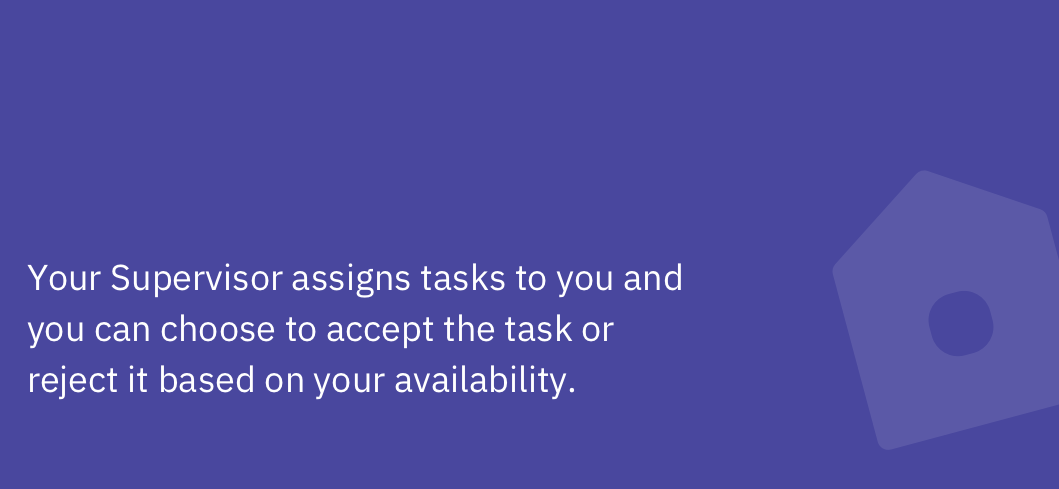 Your Supervisor assigns tasks to you and
you can choose to accept the task or
reject it based on your availability.